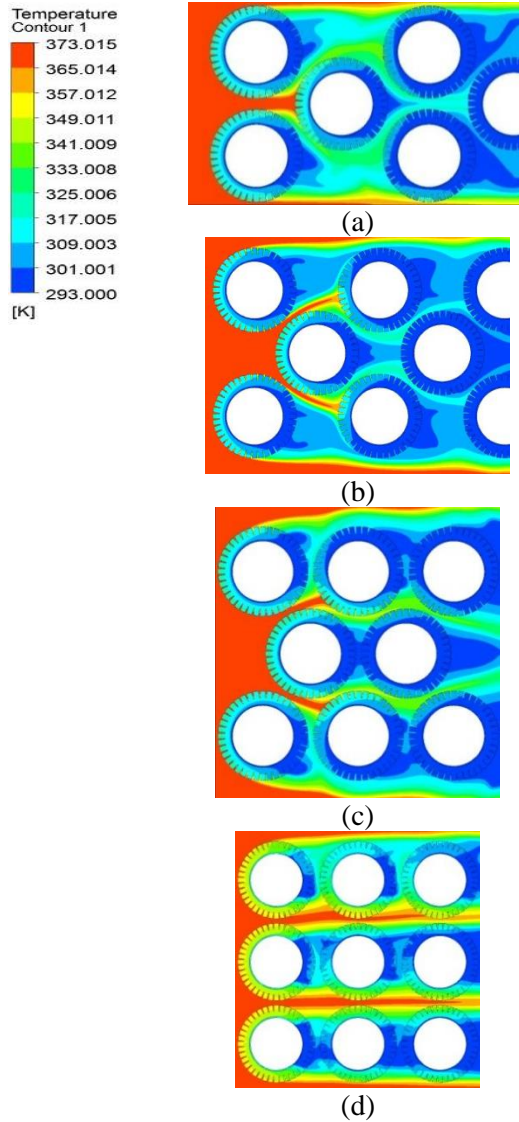 Temperature
Contour 1
373.015
365.014
357.012
349.011
341.009
333.008
325.006
317.005
309.003
301.001
293.000
[K]
(a)
(b)
(c)
(d)